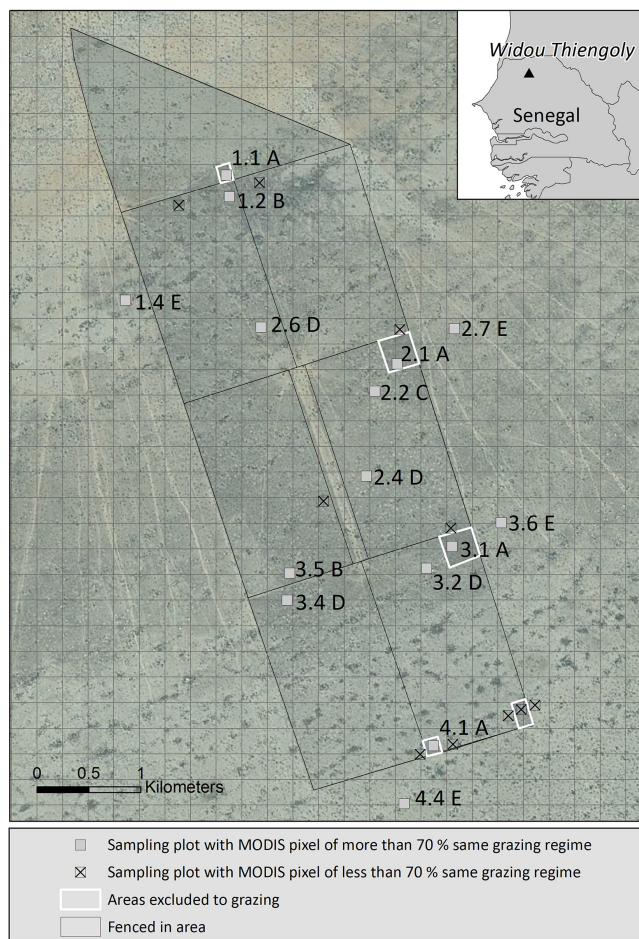 Widou Thiengoly
Senegal
1.1 A
1.2 B
1.4 E
2.6 D
2.7 E
2.1 A
2.2 C
2.4 D
3.6 E
3.1 A
3.5 B
3.2 D
3.4 D
4.1 A
0 0.5 1
Kilometers
4.4 E
Sampling plot with MODIS pixel of more than 70 % same grazing regime
Sampling plot with MODIS pixel of less than 70 % same grazing regime
Areas excluded to grazing
Fenced in area